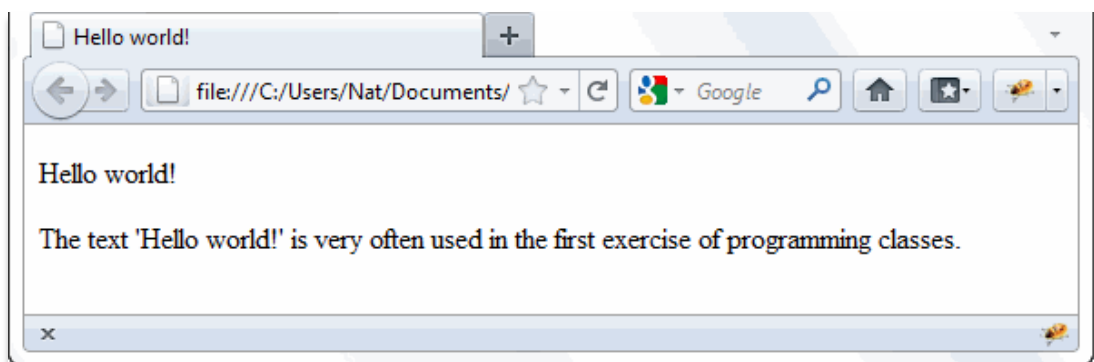 Hello world!
file:///C:/Users/Nat/Documents/
Google
Hello world!
The text 'Hello world!' is very often used in the first exercise of programming classes.